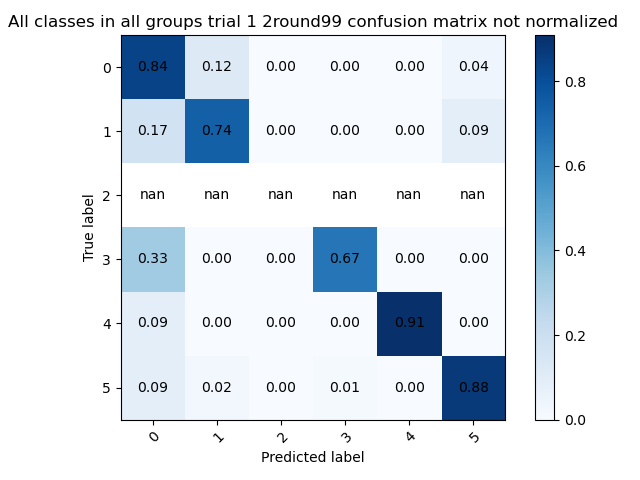 All classes in all groups trial 1 2round99 confusion matrix not normalized
0 0.84 0.12 0.00 0.00 0.00 0.04
1 0.17 0.74 0.00 0.00 0.00 0.09
2 nan nan nan nan nan nan
3 0.33 0.00 0.00 0.67 0.00 0.00
4 0.09 0.00 0.00 0.00 0.91 0.00
5 0.09 0.02 0.00 0.01 0.00 0.88
0 1 2 3 4 5
True label
Predicted label
0.8
0.6
0.4
0.2
0.0